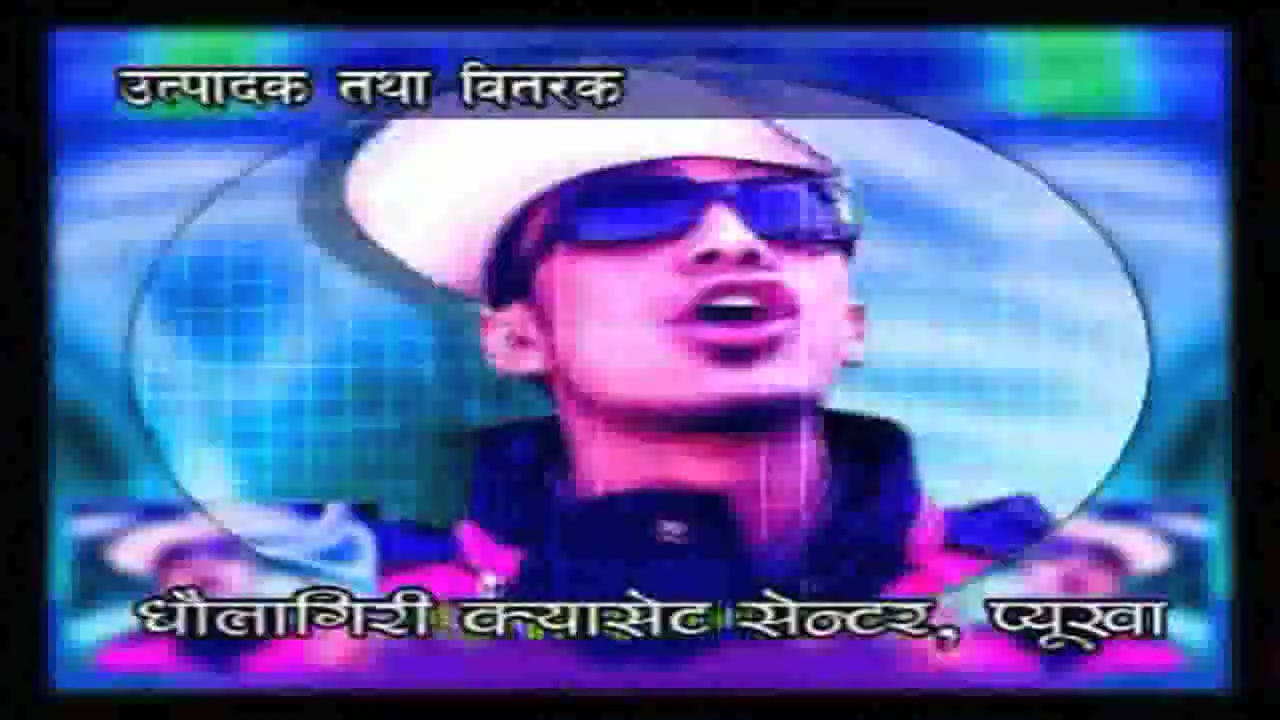 उत्पादक तथा वितरक
धौलागिरी क्यासेट सेन्टर, प्यूखा